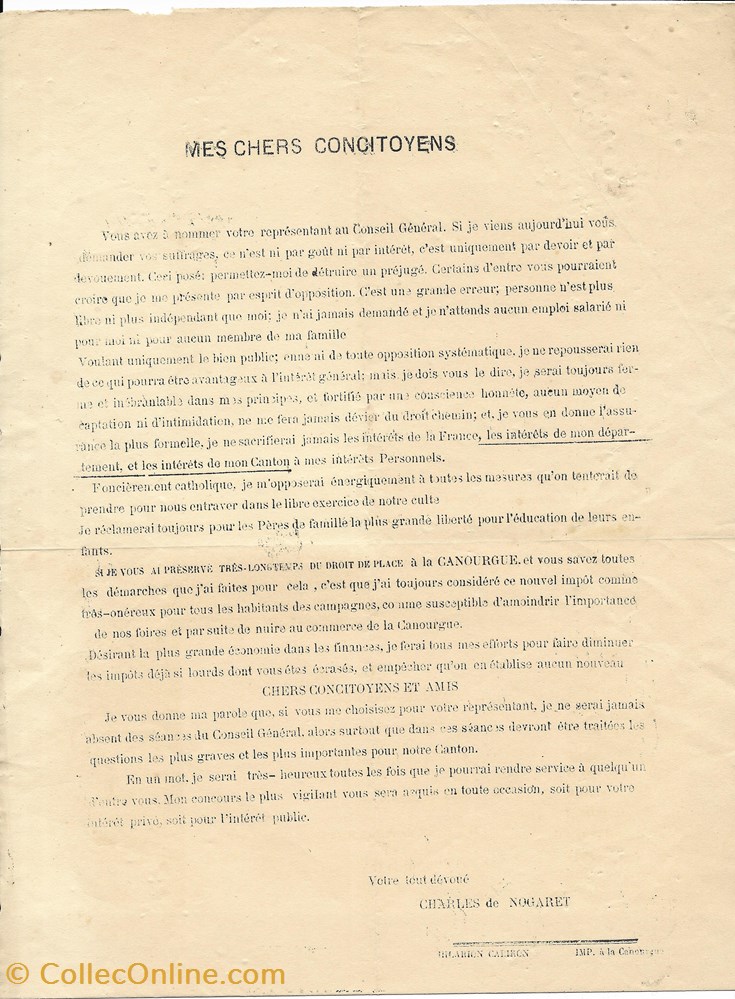 MES CHERS CONCITOYENS
Vous avez à nommer votre représentant au Conseil Général. Si je viens aujourd'hui vous
demander vos suffrages, ce n'est ni par goût ni par intérêt, c'est uniquement par devoir et par
devouement. Ceci posé; permettez-moi de détruire un préjugé. Certains d'entre vous pourraient
croire que je me présente par esprit d'opposition. C'est une grande erreur; personne n'est plus
libre ni plus indépendant que moi; je n'ai jamais demandé et je n'attends aucun emploi salarié ni
pour moi ni pour aucun membre de ma famille
Voulant uniquement le bien public; enne ni de toute opposition systématique, je ne repousserai rien
de ce qui pourra être avantageux à l'intérêt général; mais, je dois vous le dire, je serai toujours fer-
me et inébranlable dans mes principes, et fortifié par une conscience honnête, aucun moyen de
captation ni d'intimidation, ne me fera jamais dévier du droit chemin; et, je vous en donne l'assu-
rance la plus formelle, je ne sacrifierai jamais les intérêts de la France, les intérêts de mon dépar-
tement, et les intérêts de mon Canton à mes intérêts Personnels.
Foncièrement catholique, je m'opposerai énergiquement à toutes les mesures qu'on tenterait de
prendre pour nous entraver dans le libre exercice de notre culte
Je réclamerai toujours pour les Pères de famille la plus grande liberté pour l'éducation de leurs en-
fants.
SI JE VOUS AI PRÉSERVÉ TRÈS-LONGTEMPS DU DROIT DE PLACE à la CANOURGUE, et vous savez toutes
les démarches que j'ai faites pour cela , c'est que j'ai toujours considéré ce nouvel impôt comme
très-onéreux pour tous les habitants des campagnes, comme susceptible d'amoindrir l'importance
de nos foires et par suite de nuire au commerce de la Canourgue.
Désirant la plus grande économie dans les finances, je ferai tous mes efforts pour faire diminuer
les impôts déjà si lourds dont vous êtes écrasés, et empêcher qu'on en établise aucun nouveau
CHERS CONCITOYENS ET AMIS
Je vous donne ma parole que, si vous me choisisez pour votre représentant, je ne serai jamais
absent des séances du Conseil Général, alors surtout que dans ces séances devront être traitées les
questions les plus graves et les plus importantes pour notre Canton.
En un mot, je serai très- heureux toutes les fois que je pourrai rendre service à quelqu'un
d'entre vous. Mon concours le plus vigilant vous sera acquis en toute occasion, soit pour votre
intérêt privé, soit pour l'intérêt public.
Votre tout dévoué
CHARLES de NOGARET
HILARION IMP. à la Canourgue
© CollecOnline.com